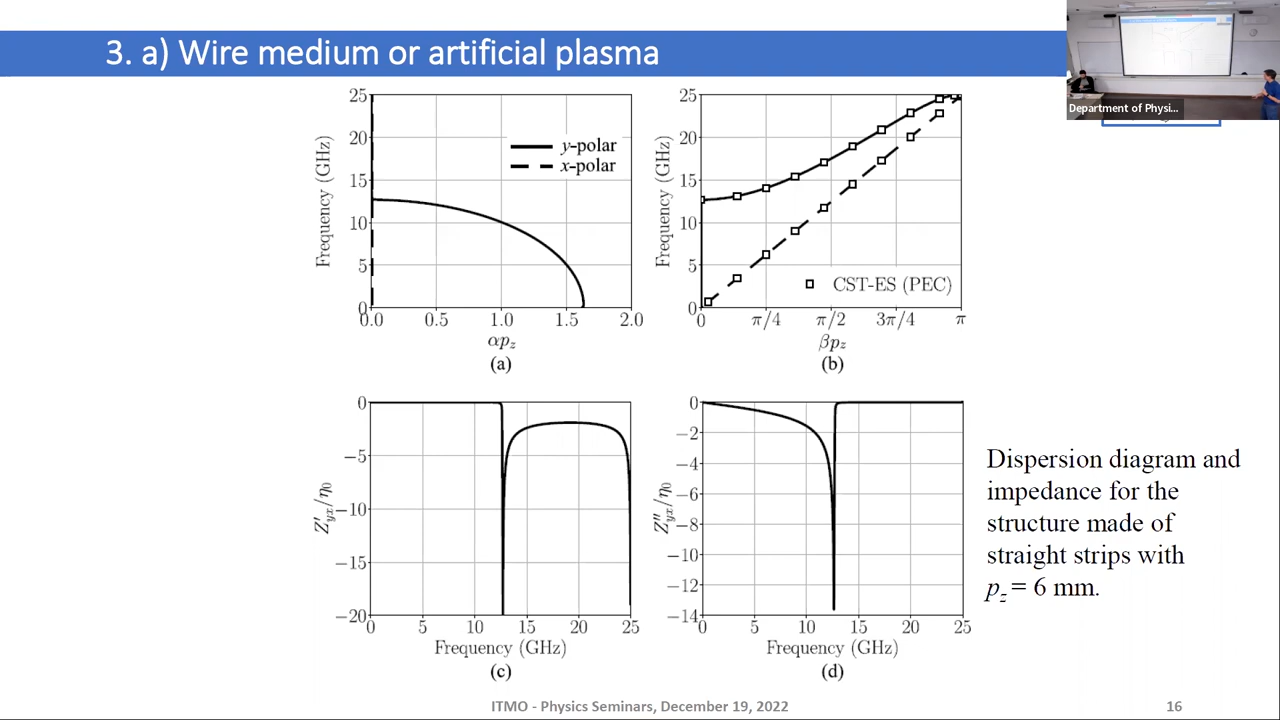 3. a) Wire medium or artificial plasma
Department of Physi...
25
20
15
10
5
0
Frequency (GHz)
y-polar
x-polar
0.0 0.5 1.0 1.5 2.0
αp_z
(a)
25
20
15
10
5
0
Frequency (GHz)
CST-ES (PEC)
0 π/4 π/2 3π/4 π
βp_z
(b)
0
−5
−10
−15
−20
Z′_yx/η_0
0 5 10 15 20 25
Frequency (GHz)
(c)
0
−2
−4
−6
−8
−10
−12
−14
Z″_yx/η_0
0 5 10 15 20 25
Frequency (GHz)
(d)
Dispersion diagram and
impedance for the
structure made of
straight strips with
p_z = 6 mm.
ITMO - Physics Seminars, December 19, 2022
16